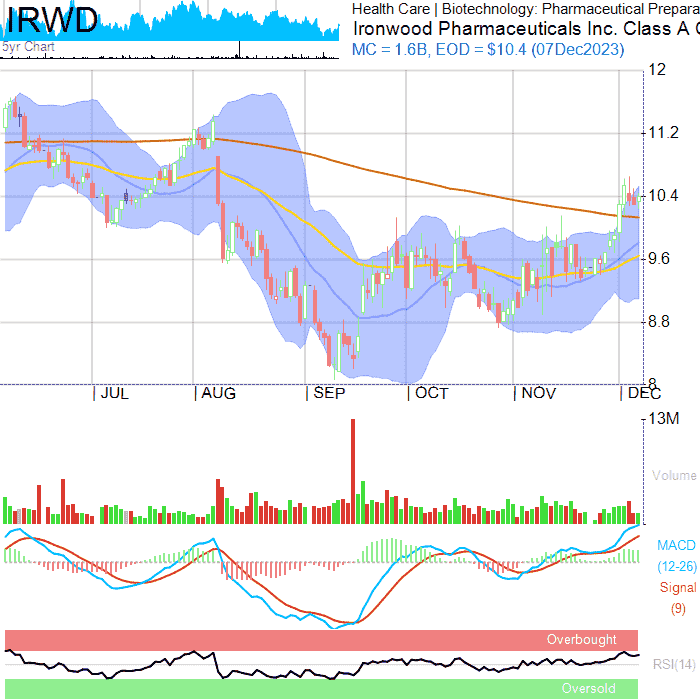 IRWD
5yr Chart
Health Care | Biotechnology: Pharmaceutical Prepara
Ironwood Pharmaceuticals Inc. Class A C
MC = 1.6B, EOD = $10.4 (07Dec2023)
12
11.2
10.4
9.6
8.8
8
JUL
AUG
SEP
OCT
NOV
DEC
13M
Volume
MACD
(12-26)
Signal
(9)
Overbought
RSI(14)
Oversold